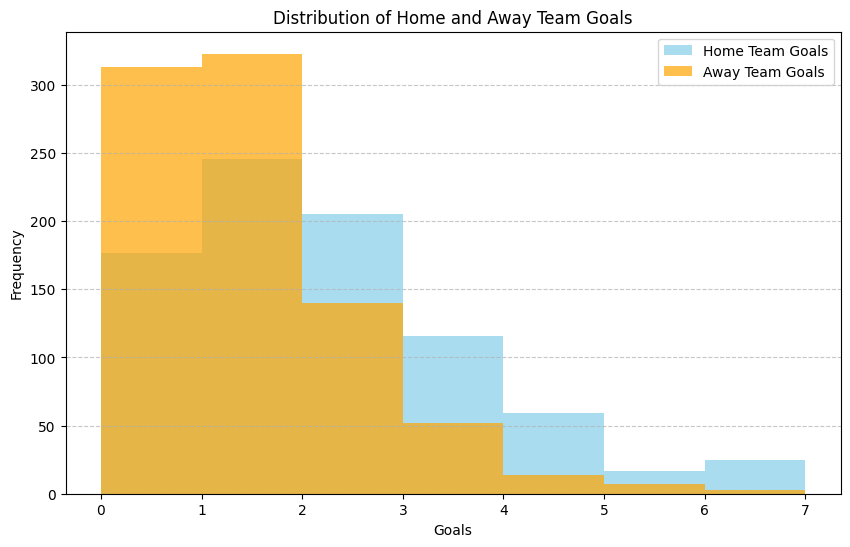 Distribution of Home and Away Team Goals
Home Team Goals
Away Team Goals
Frequency
300
250
200
150
100
50
0
0 1 2 3 4 5 6 7
Goals